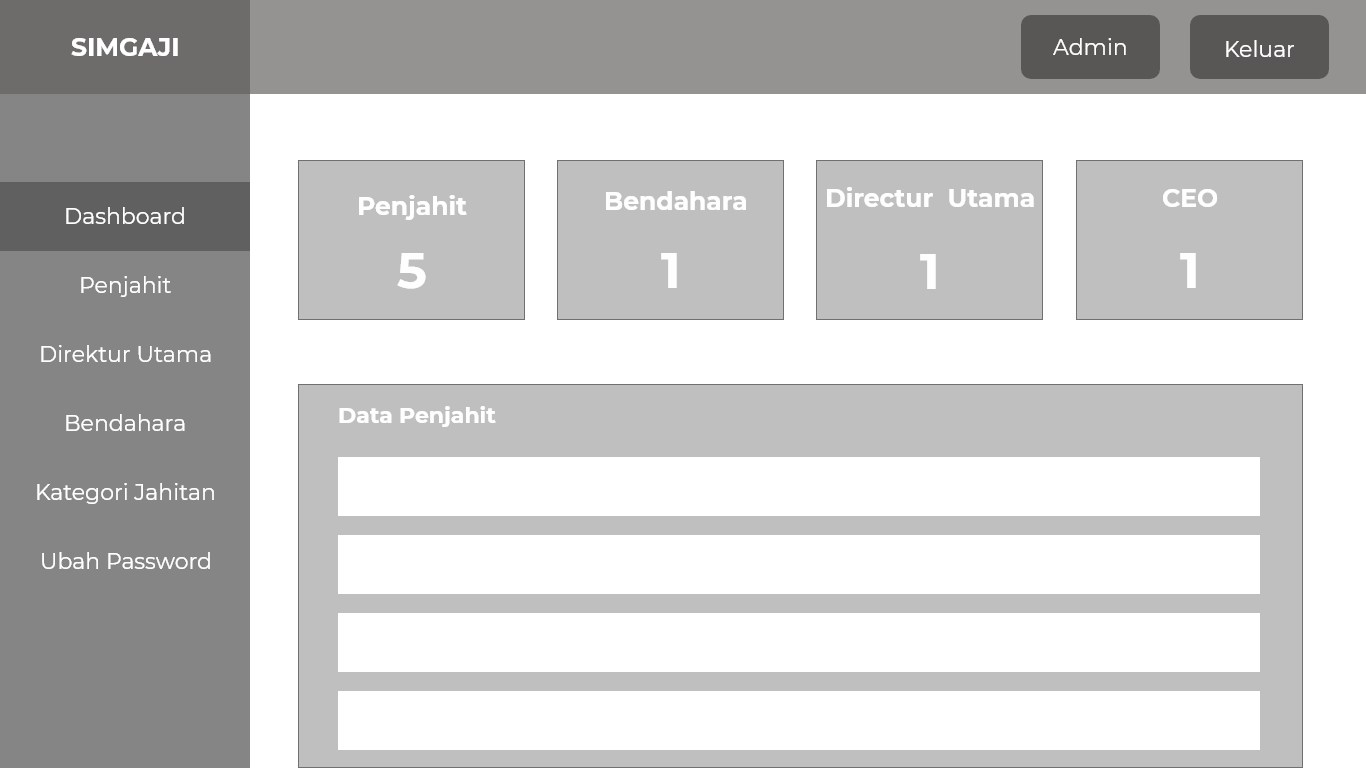 SIMGAJI
Admin
Keluar
Dashboard
Penjahit
Direktur Utama
Bendahara
Kategori Jahitan
Ubah Password
Penjahit
5
Bendahara
1
Directur Utama
1
CEO
1
Data Penjahit